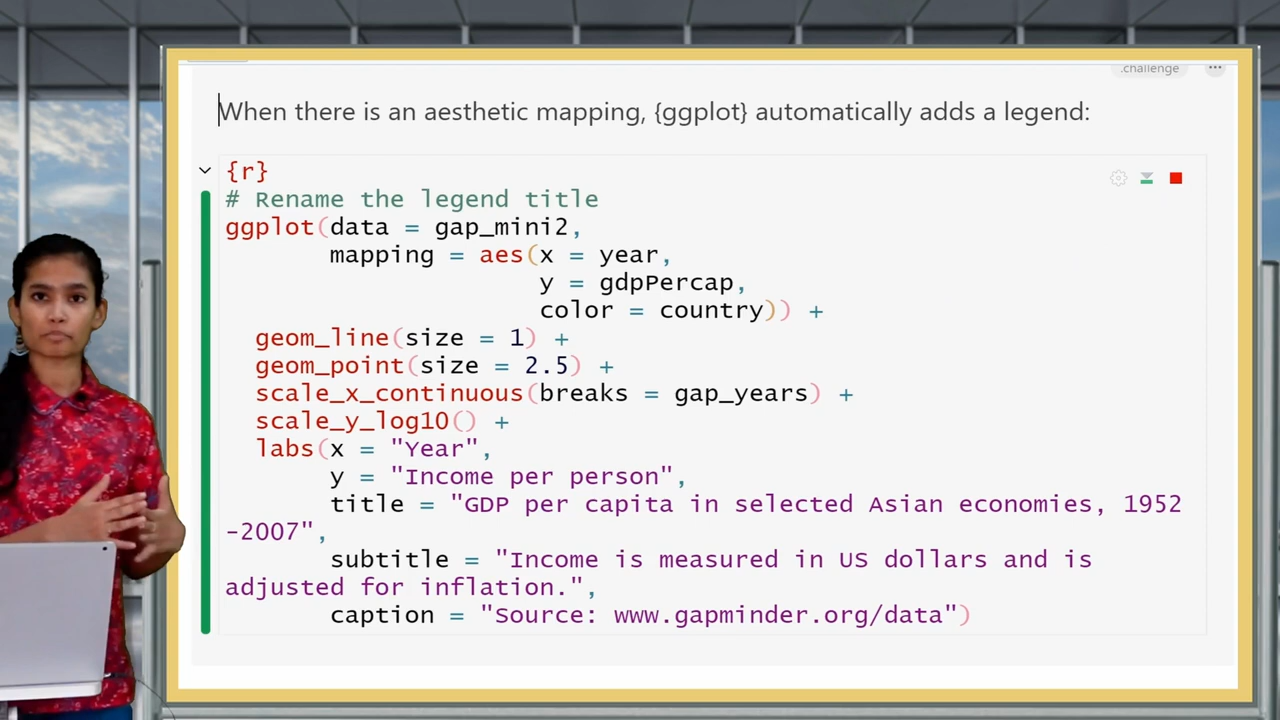 .challenge
When there is an aesthetic mapping, {ggplot} automatically adds a legend:
{r}
# Rename the legend title
ggplot(data = gap_mini2,
mapping = aes(x = year,
y = gdpPercap,
color = country)) +
geom_line(size = 1) +
geom_point(size = 2.5) +
scale_x_continuous(breaks = gap_years) +
scale_y_log10() +
labs(x = "Year",
y = "Income per person",
title = "GDP per capita in selected Asian economies, 1952
-2007",
subtitle = "Income is measured in US dollars and is
adjusted for inflation.",
caption = "Source: www.gapminder.org/data")